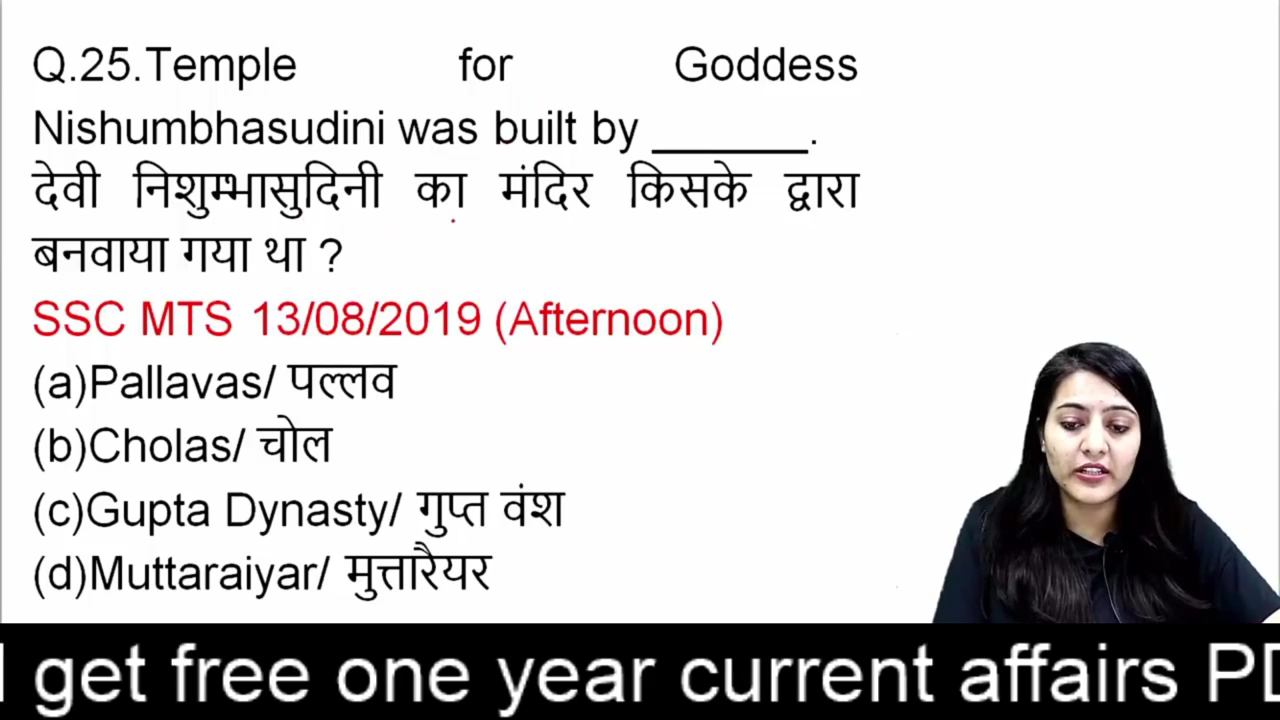 Q.25.Temple for Goddess
Nishumbhasudini was built by ______.
देवी निशुम्भासुदिनी का मंदिर किसके द्वारा
बनवाया गया था ?
SSC MTS 13/08/2019 (Afternoon)
(a)Pallavas/ पल्लव
(b)Cholas/ चोल
(c)Gupta Dynasty/ गुप्त वंश
(d)Muttaraiyar/ मुत्तारैयर
get free one year current affairs